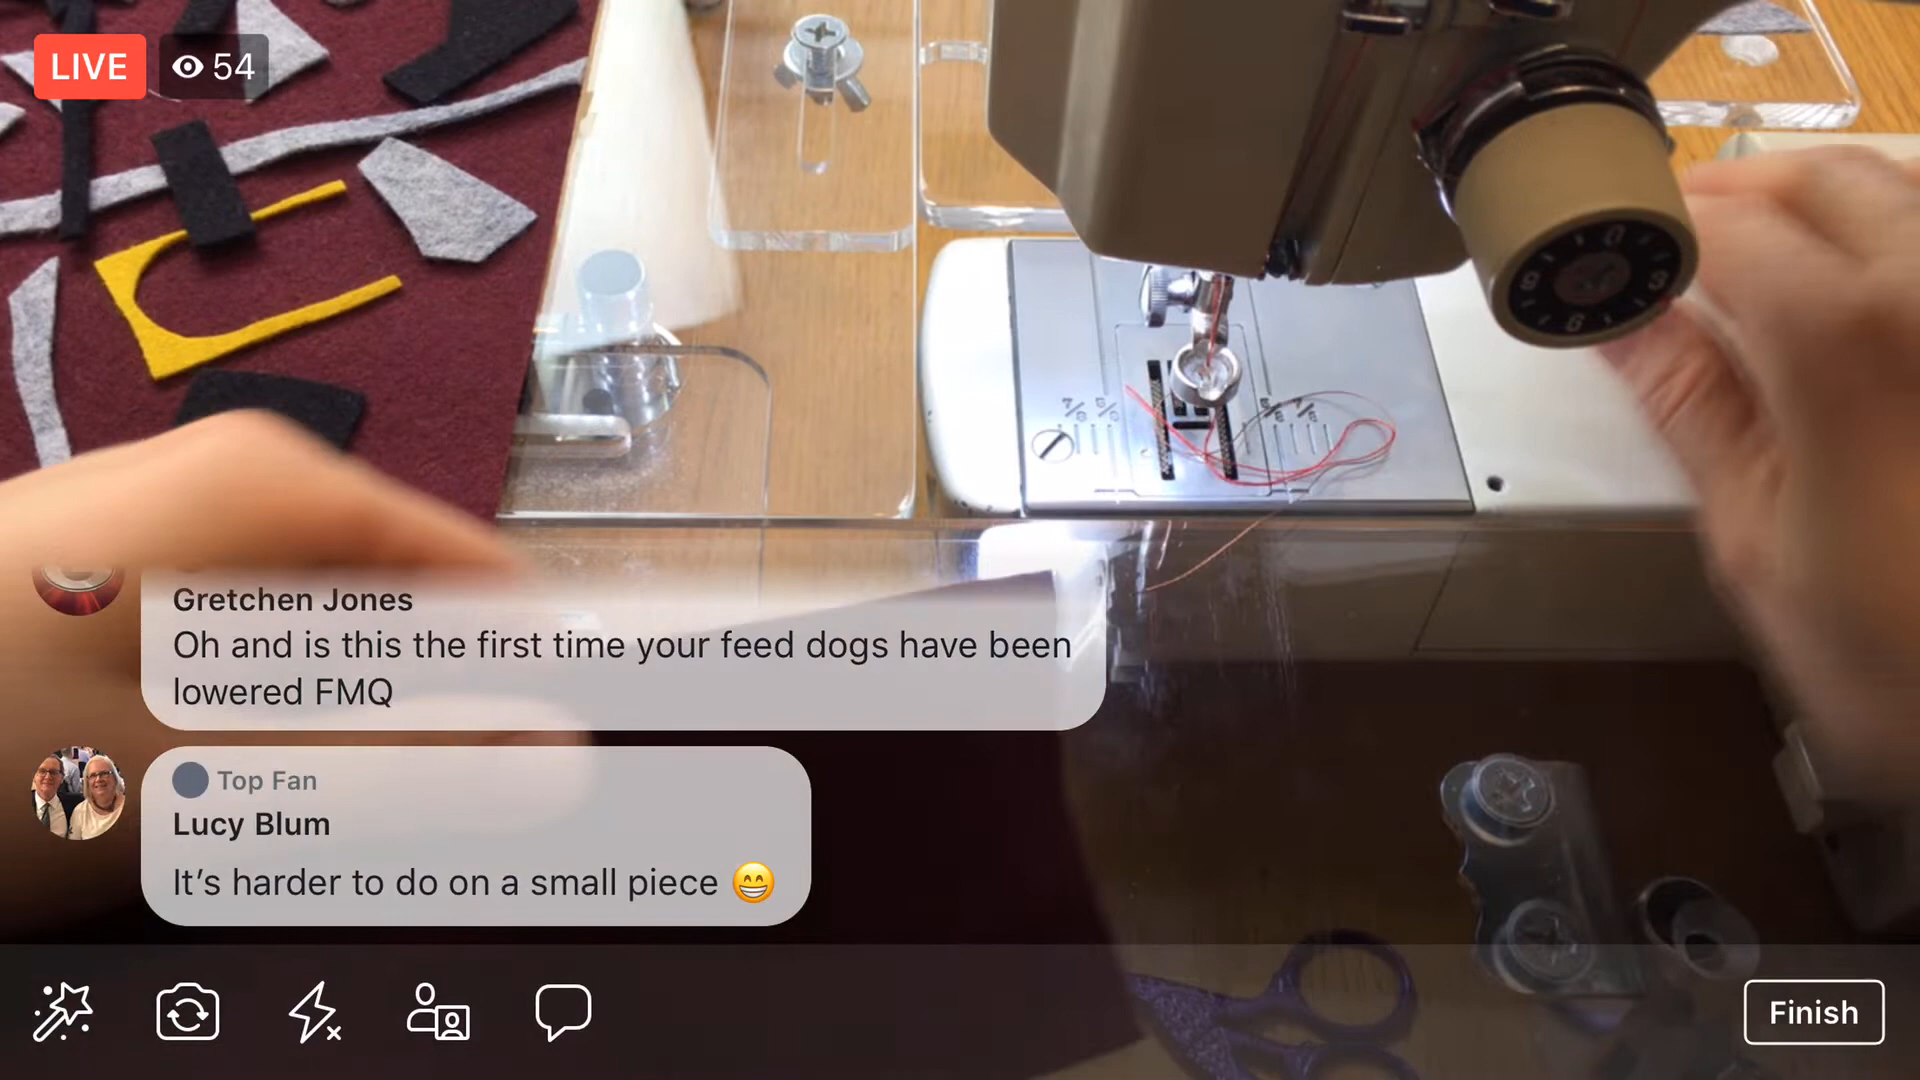 LIVE
54
Gretchen Jones
Oh and is this the first time your feed dogs have been
lowered FMQ
Top Fan
Lucy Blum
It's harder to do on a small piece 😁
Finish